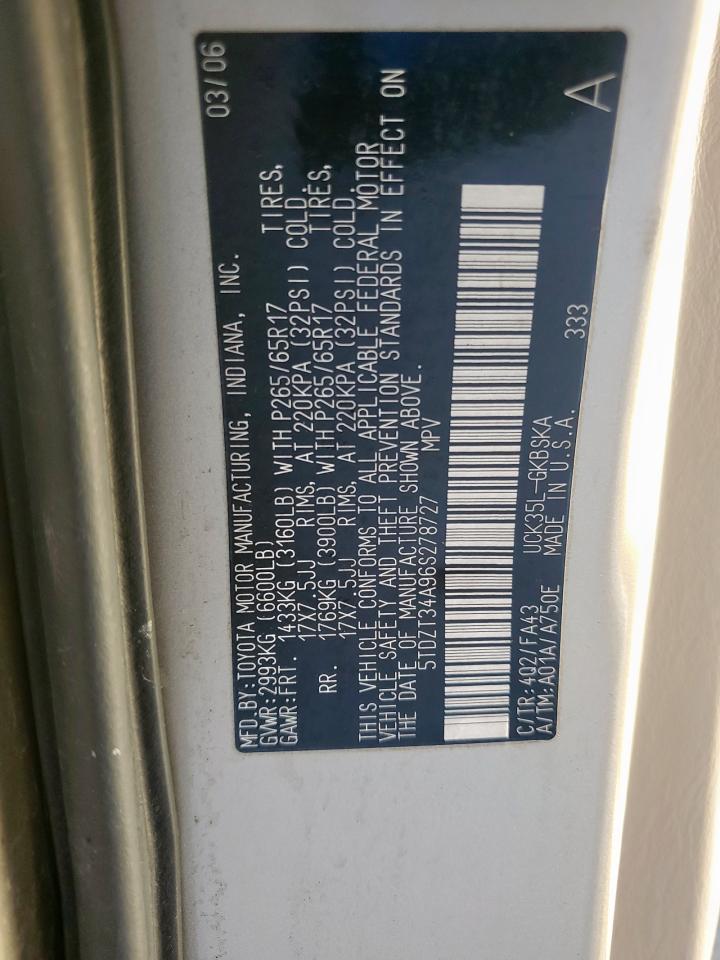 MFD.BY:TOYOTA MOTOR MANUFACTURING, INDIANA, INC. 03/06
GVWR:2993KG (6600LB)
GAWR:FRT. 1433KG (3160LB) WITH P265/65R17 TIRES,
17X7.5JJ RIMS, AT 220KPA (32PSI) COLD.
RR. 1769KG (3900LB) WITH P265/65R17 TIRES,
17X7.5JJ RIMS, AT 220KPA (32PSI) COLD.
THIS VEHICLE CONFORMS TO ALL APPLICABLE FEDERAL MOTOR
VEHICLE SAFETY AND THEFT PREVENTION STANDARDS IN EFFECT ON
THE DATE OF MANUFACTURE SHOWN ABOVE.
5TDZT34A96S278727 MPV
C/TR:402/FA43 UCK35L-GKBSKA 333
A/TM:A01A/A750E MADE IN U.S.A. A